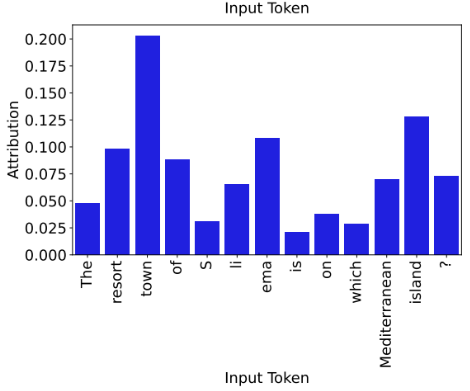 Input Token
Attribution
0.200
0.175
0.150
0.125
0.100
0.075
0.050
0.025
0.000
The
resort
town
of
S
li
ema
is
on
which
Mediterranean
island
?
Input Token